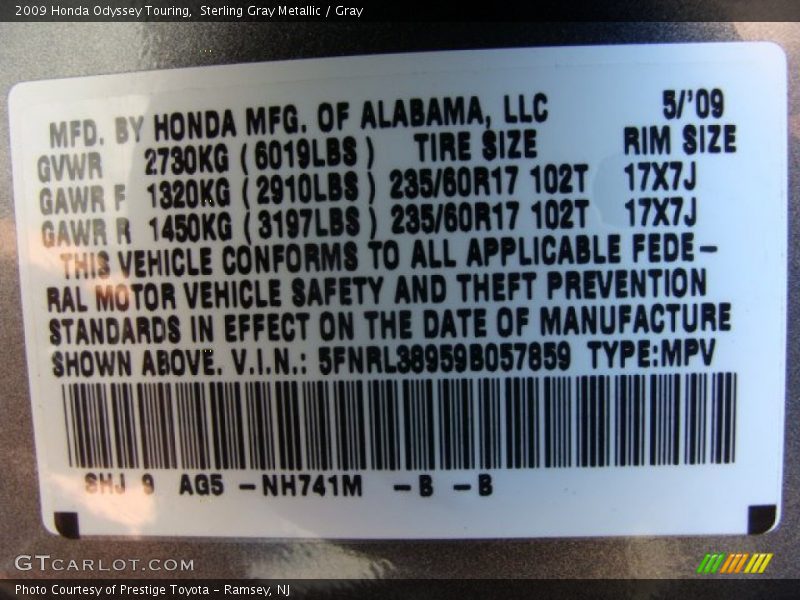 2009 Honda Odyssey Touring, Sterling Gray Metallic / Gray
MFD. BY HONDA MFG. OF ALABAMA, LLC 5/'09
GVWR 2730KG (6019LBS) TIRE SIZE RIM SIZE
GAWR F 1320KG (2910LBS) 235/60R17 102T 17X7J
GAWR R 1450KG (3197LBS) 235/60R17 102T 17X7J
THIS VEHICLE CONFORMS TO ALL APPLICABLE FEDE-
RAL MOTOR VEHICLE SAFETY AND THEFT PREVENTION
STANDARDS IN EFFECT ON THE DATE OF MANUFACTURE
SHOWN ABOVE. V.I.N.: 5FNRL38959B057859 TYPE:MPV
SHJ 9 AG5 -NH741M -B -B
GTCARLOT.COM
Photo Courtesy of Prestige Toyota - Ramsey, NJ